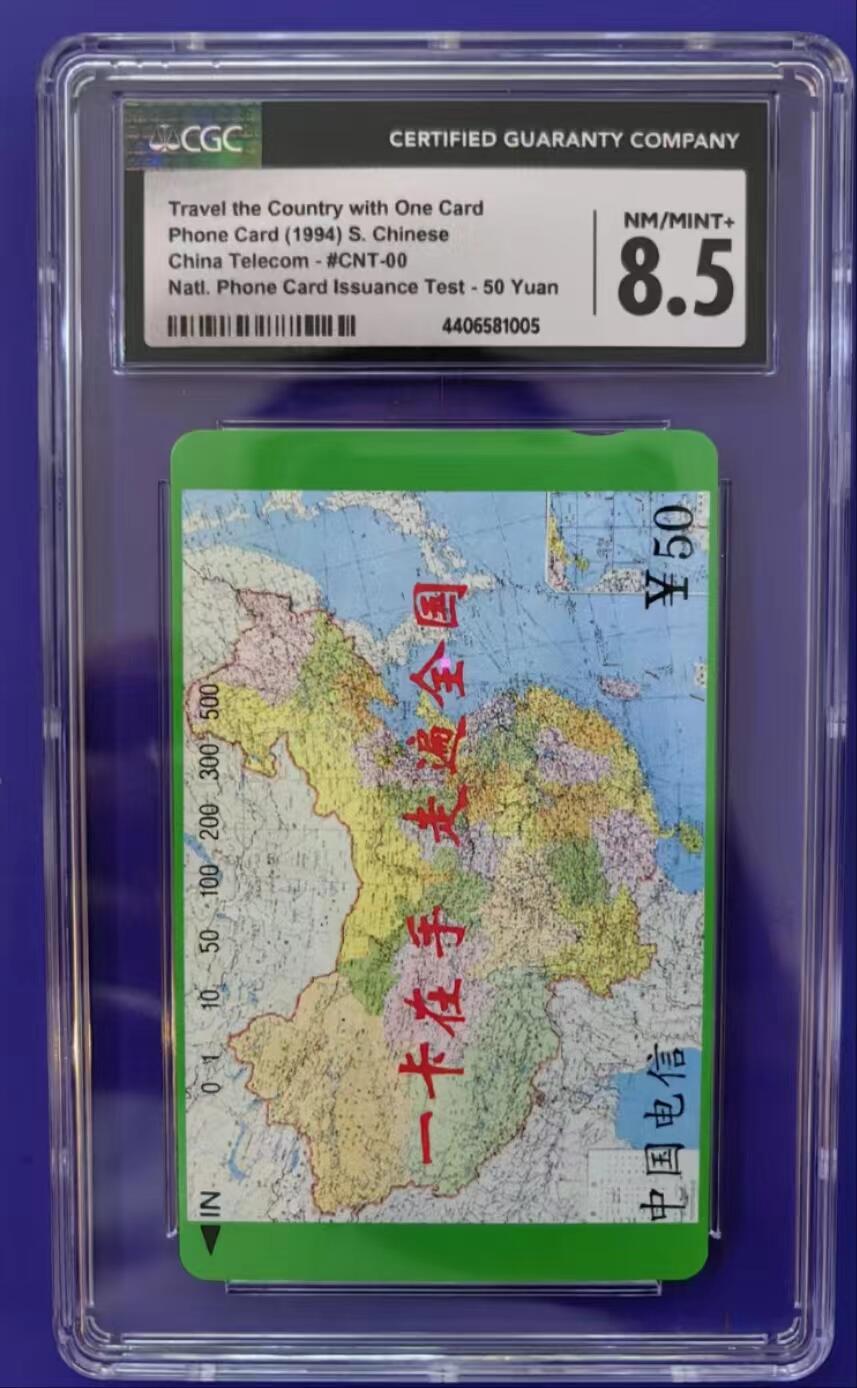 CGC
CERTIFIED GUARANTY COMPANY
Travel the Country with One Card
Phone Card (1994) S. Chinese
China Telecom - #CNT-00
Natl. Phone Card Issuance Test - 50 Yuan
4406581005
NM/MINT+
8.5
◀IN
0 1 10 50 100 200 300 500
一卡在手 走遍全国
中国电信
¥50